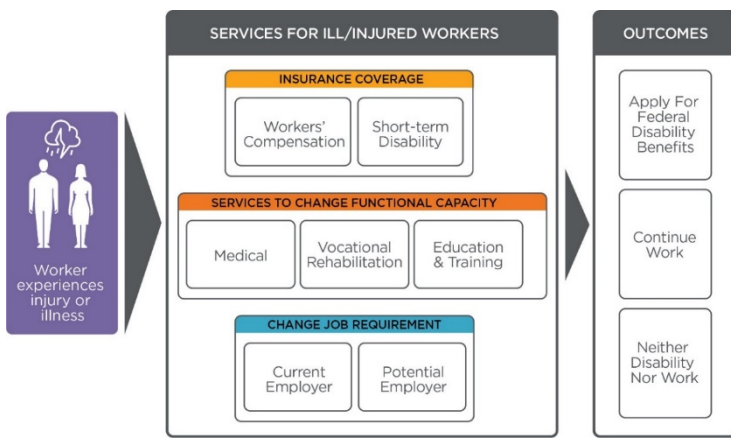 Worker
experiences
injury or
illness
SERVICES FOR ILL/INJURED WORKERS
INSURANCE COVERAGE
Workers’
Compensation
Short-term
Disability
SERVICES TO CHANGE FUNCTIONAL CAPACITY
Medical
Vocational
Rehabilitation
Education
& Training
CHANGE JOB REQUIREMENT
Current
Employer
Potential
Employer
OUTCOMES
Apply For
Federal
Disability
Benefits
Continue
Work
Neither
Disability
Nor Work